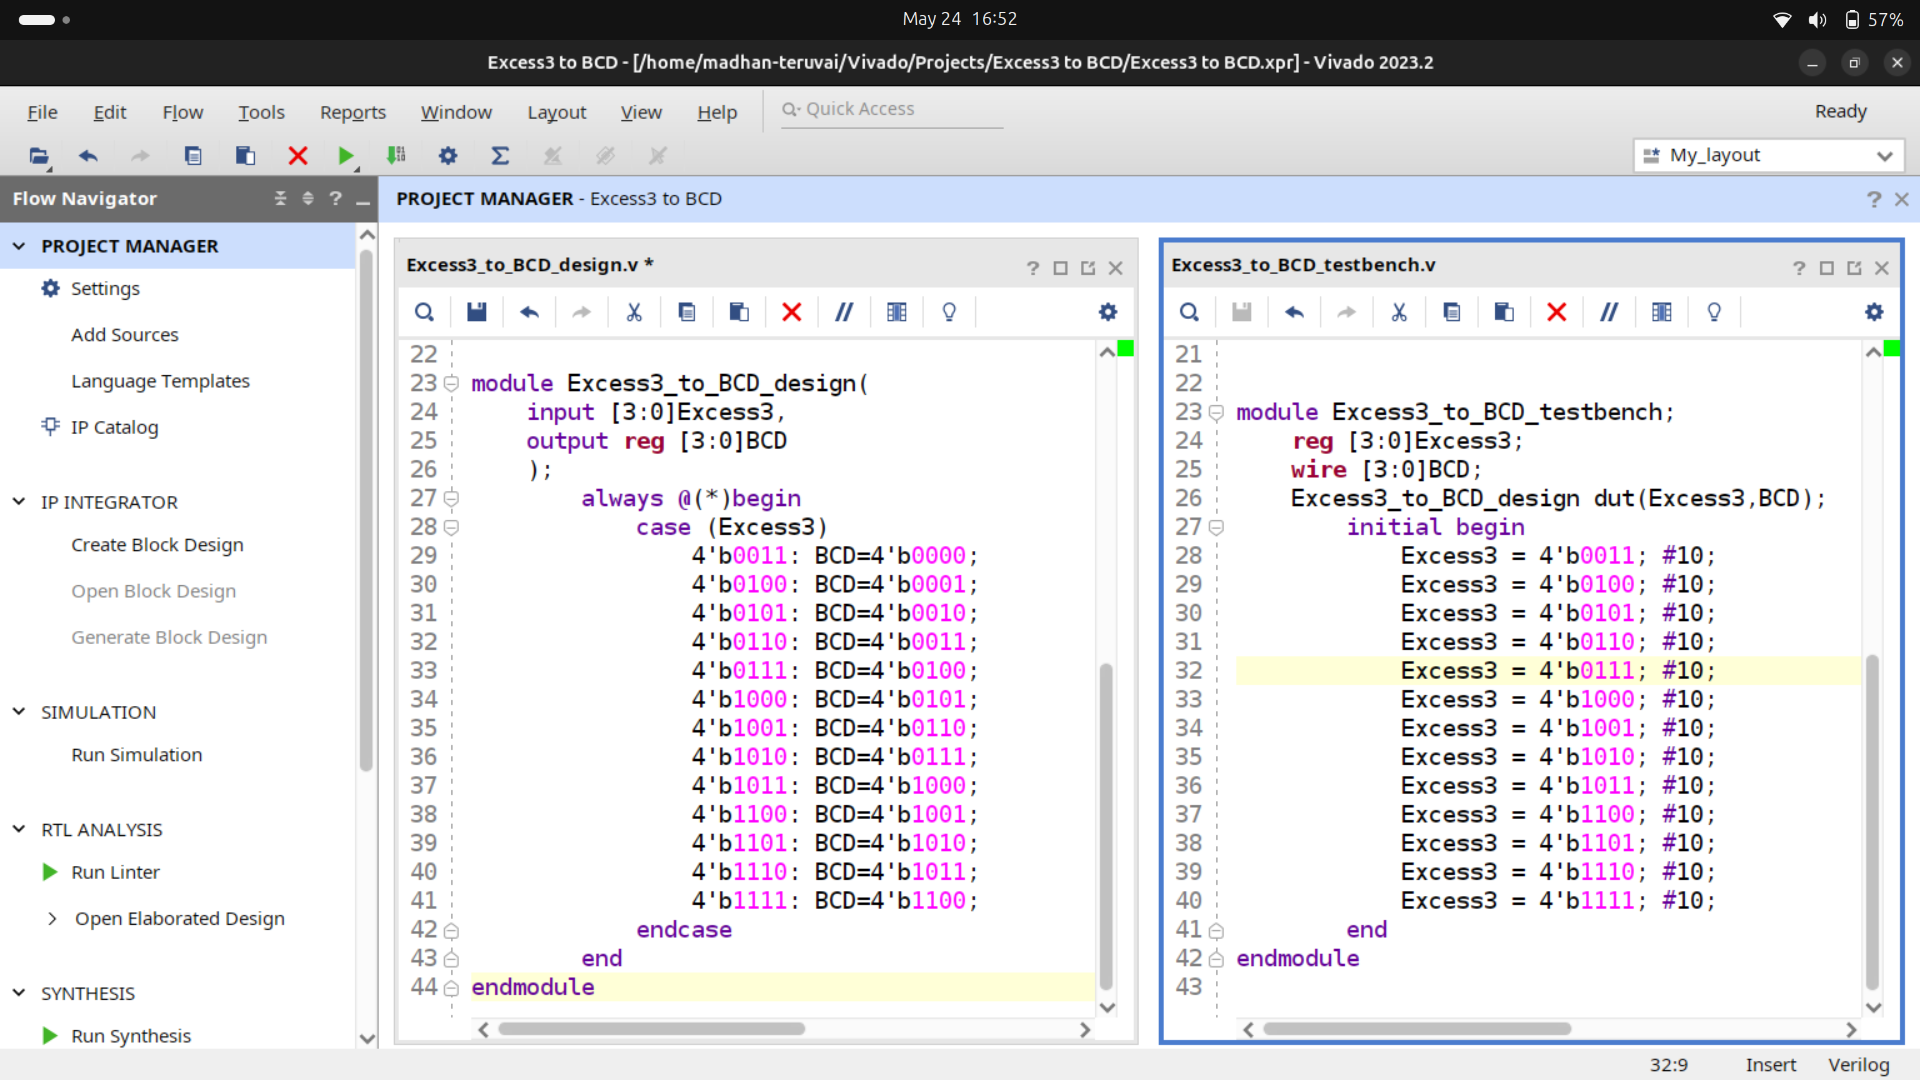 May 24 16:52
57%
Excess3 to BCD - [/home/madhan-teruvai/Vivado/Projects/Excess3 to BCD/Excess3 to BCD.xpr] - Vivado 2023.2
File Edit Flow Tools Reports Window Layout View Help
Quick Access
Ready
My_layout
Flow Navigator
PROJECT MANAGER - Excess3 to BCD
PROJECT MANAGER
Settings
Add Sources
Language Templates
IP Catalog
IP INTEGRATOR
Create Block Design
Open Block Design
Generate Block Design
SIMULATION
Run Simulation
RTL ANALYSIS
Run Linter
Open Elaborated Design
SYNTHESIS
Run Synthesis
Excess3_to_BCD_design.v *
22
23 module Excess3_to_BCD_design(
24 input [3:0]Excess3,
25 output reg [3:0]BCD
26 );
27 always @(*)begin
28 case (Excess3)
29 4'b0011: BCD=4'b0000;
30 4'b0100: BCD=4'b0001;
31 4'b0101: BCD=4'b0010;
32 4'b0110: BCD=4'b0011;
33 4'b0111: BCD=4'b0100;
34 4'b1000: BCD=4'b0101;
35 4'b1001: BCD=4'b0110;
36 4'b1010: BCD=4'b0111;
37 4'b1011: BCD=4'b1000;
38 4'b1100: BCD=4'b1001;
39 4'b1101: BCD=4'b1010;
40 4'b1110: BCD=4'b1011;
41 4'b1111: BCD=4'b1100;
42 endcase
43 end
44 endmodule
Excess3_to_BCD_testbench.v
21
22
23 module Excess3_to_BCD_testbench;
24 reg [3:0]Excess3;
25 wire [3:0]BCD;
26 Excess3_to_BCD_design dut(Excess3,BCD);
27 initial begin
28 Excess3 = 4'b0011; #10;
29 Excess3 = 4'b0100; #10;
30 Excess3 = 4'b0101; #10;
31 Excess3 = 4'b0110; #10;
32 Excess3 = 4'b0111; #10;
33 Excess3 = 4'b1000; #10;
34 Excess3 = 4'b1001; #10;
35 Excess3 = 4'b1010; #10;
36 Excess3 = 4'b1011; #10;
37 Excess3 = 4'b1100; #10;
38 Excess3 = 4'b1101; #10;
39 Excess3 = 4'b1110; #10;
40 Excess3 = 4'b1111; #10;
41 end
42 endmodule
43
32:9 Insert Verilog